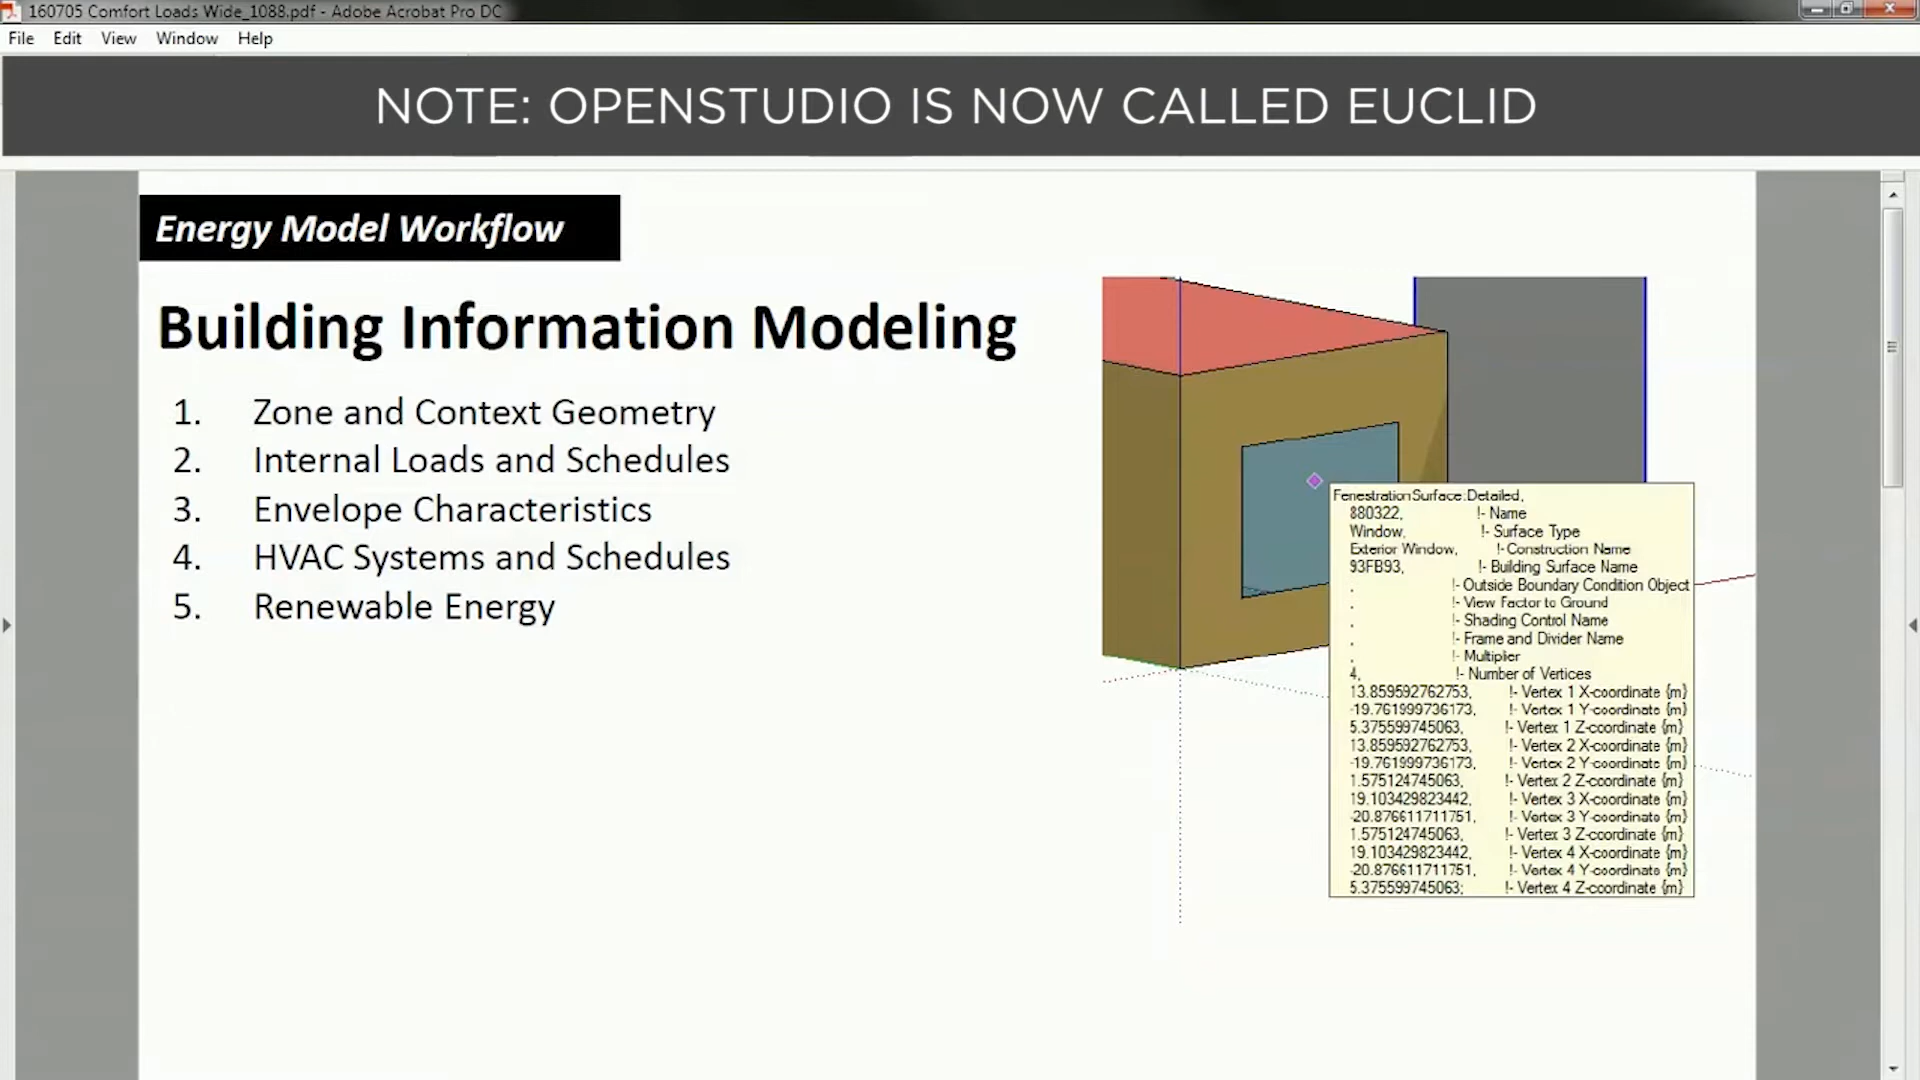 160705 Comfort Loads Wide_1088.pdf - Adobe Acrobat Pro DC
File Edit View Window Help
NOTE: OPENSTUDIO IS NOW CALLED EUCLID
Energy Model Workflow
Building Information Modeling
1. Zone and Context Geometry
2. Internal Loads and Schedules
3. Envelope Characteristics
4. HVAC Systems and Schedules
5. Renewable Energy
FenestrationSurface:Detailed,
880322, !- Name
Window, !- Surface Type
Exterior Window, !- Construction Name
93FB93, !- Building Surface Name
, !- Outside Boundary Condition Object
, !- View Factor to Ground
, !- Shading Control Name
, !- Frame and Divider Name
, !- Multiplier
4, !- Number of Vertices
13.859592762753, !- Vertex 1 X-coordinate {m}
-19.761999736173, !- Vertex 1 Y-coordinate {m}
5.375599745063, !- Vertex 1 Z-coordinate {m}
13.859592762753, !- Vertex 2 X-coordinate {m}
-19.761999736173, !- Vertex 2 Y-coordinate {m}
1.575124745063, !- Vertex 2 Z-coordinate {m}
19.103429823442, !- Vertex 3 X-coordinate {m}
-20.876611711751, !- Vertex 3 Y-coordinate {m}
1.575124745063, !- Vertex 3 Z-coordinate {m}
19.103429823442, !- Vertex 4 X-coordinate {m}
-20.876611711751, !- Vertex 4 Y-coordinate {m}
5.375599745063; !- Vertex 4 Z-coordinate {m}